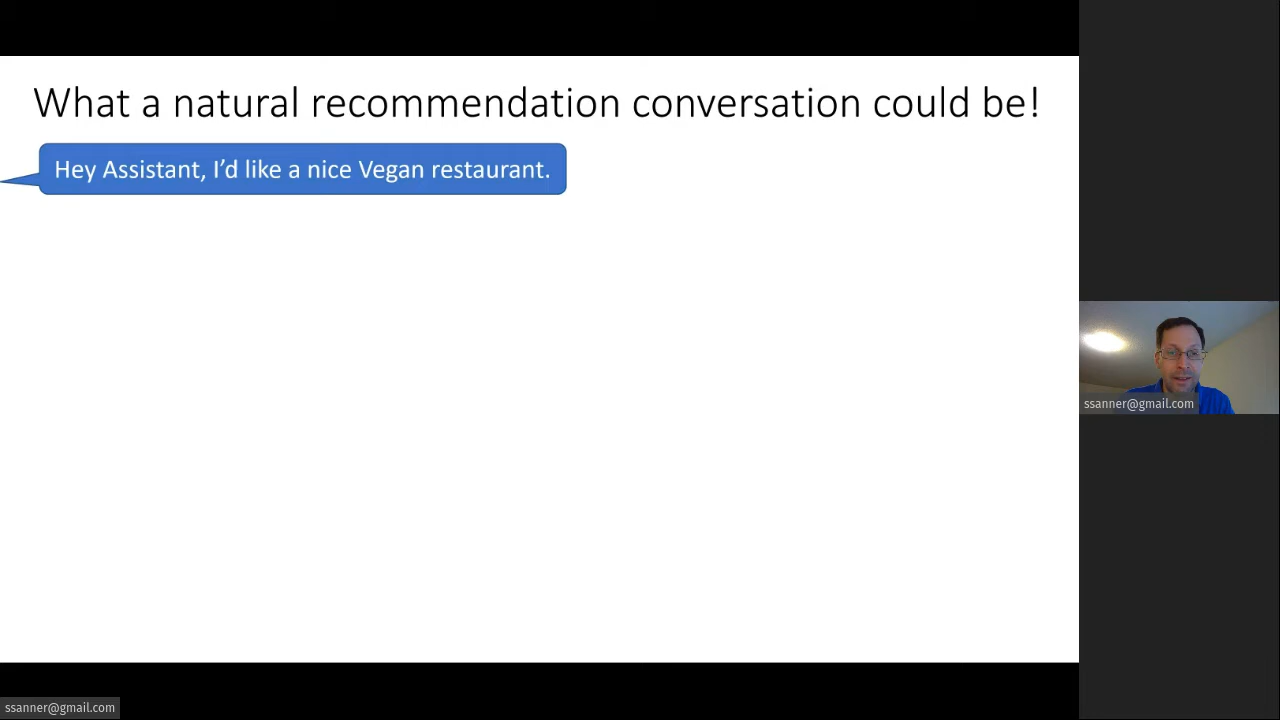 What a natural recommendation conversation could be!
Hey Assistant, I’d like a nice Vegan restaurant.
ssanner@gmail.com
ssanner@gmail.com